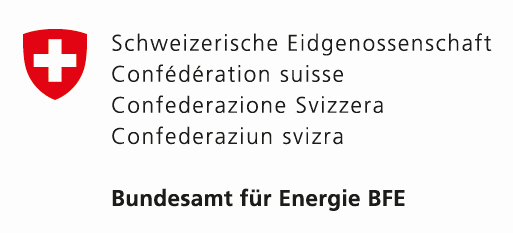 Schweizerische Eidgenossenschaft
Confédération suisse
Confederazione Svizzera
Confederaziun svizra
Bundesamt für Energie BFE